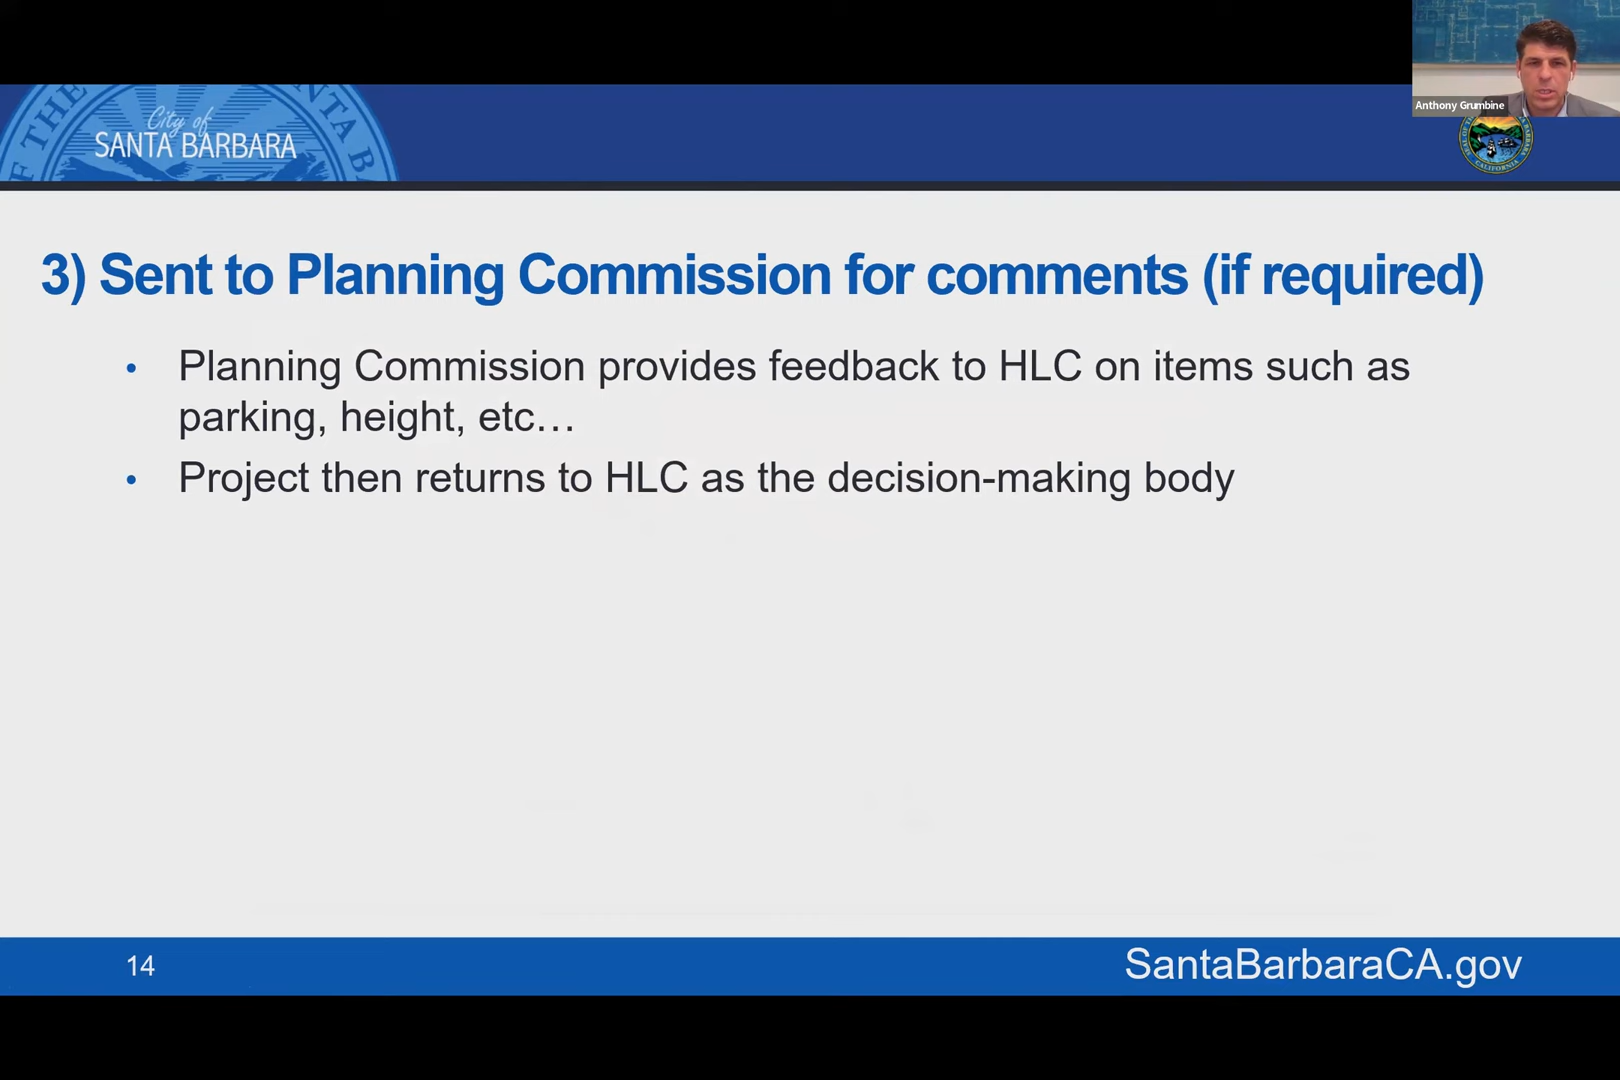 Anthony Grumbine
City of
SANTA BARBARA
3) Sent to Planning Commission for comments (if required)
• Planning Commission provides feedback to HLC on items such as
parking, height, etc…
• Project then returns to HLC as the decision-making body
14
SantaBarbaraCA.gov